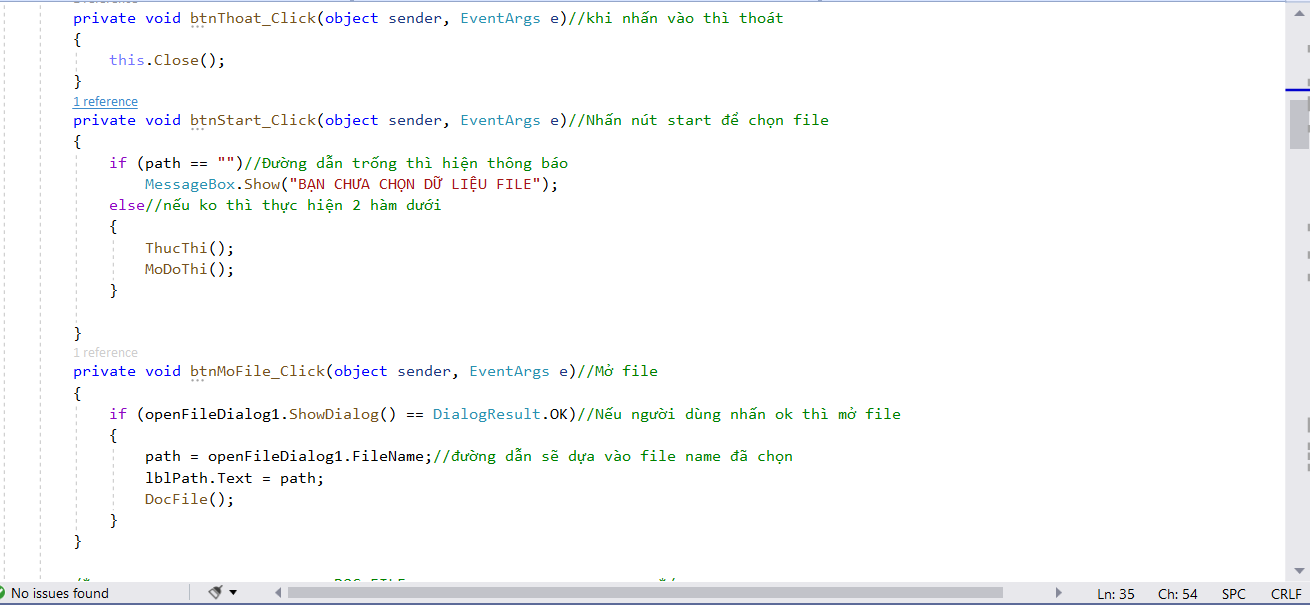 private void btnThoat_Click(object sender, EventArgs e)//khi nhấn vào thì thoát
{
this.Close();
}
1 reference
private void btnStart_Click(object sender, EventArgs e)//Nhấn nút start để chọn file
{
if (path == "")//Đường dẫn trống thì hiện thông báo
MessageBox.Show("BẠN CHƯA CHỌN DỮ LIỆU FILE");
else//nếu ko thì thực hiện 2 hàm dưới
{
ThucThi();
MoDoThi();
}
}
1 reference
private void btnMoFile_Click(object sender, EventArgs e)//Mở file
{
if (openFileDialog1.ShowDialog() == DialogResult.OK)//Nếu người dùng nhấn ok thì mở file
{
path = openFileDialog1.FileName;//đường dẫn sẽ dựa vào file name đã chọn
lblPath.Text = path;
DocFile();
}
}
No issues found
Ln: 35 Ch: 54 SPC CRLF